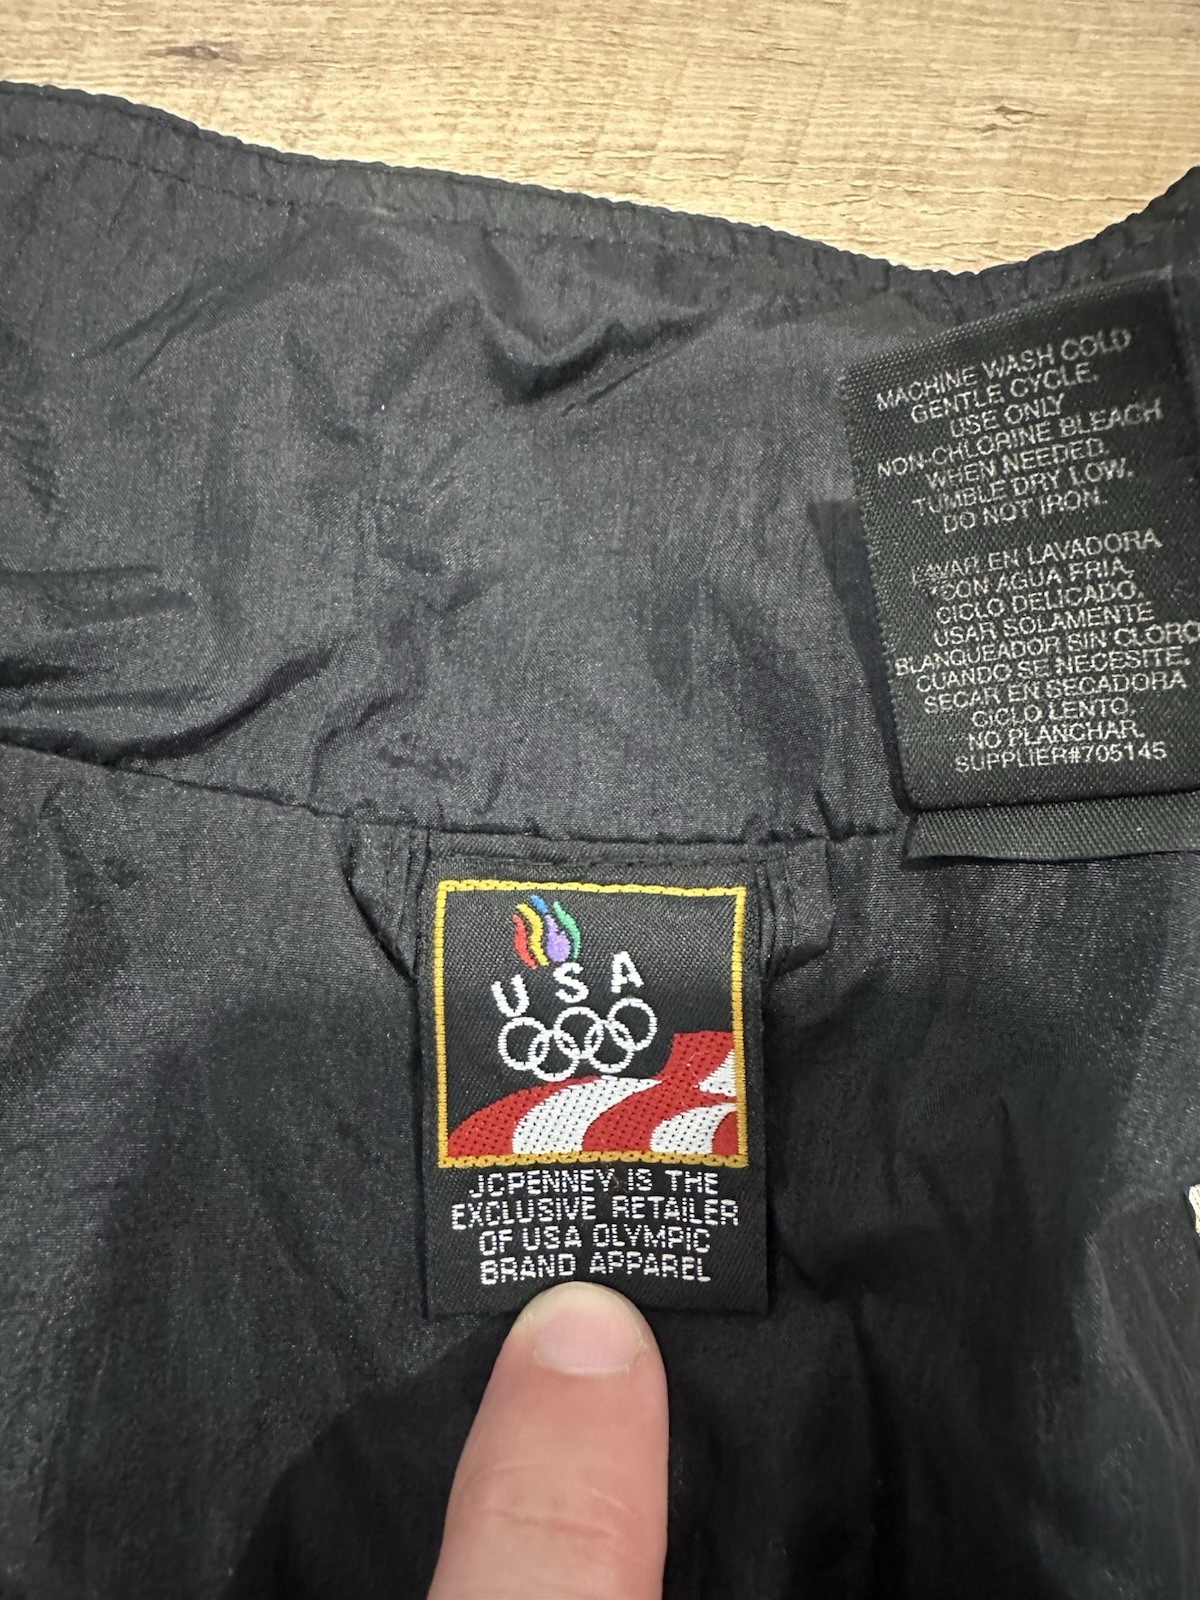 MACHINE WASH COLD
GENTLE CYCLE.
USE ONLY
NON-CHLORINE BLEACH
WHEN NEEDED.
TUMBLE DRY LOW.
DO NOT IRON.
LAVAR EN LAVADORA
CON AGUA FRIA,
CICLO DELICADO.
USAR SOLAMENTE
BLANQUEADOR SIN CLORO
CUANDO SE NECESITE.
SECAR EN SECADORA
CICLO LENTO.
NO PLANCHAR.
SUPPLIER#705145
USA
JCPENNEY IS THE
EXCLUSIVE RETAILER
OF USA OLYMPIC
BRAND APPAREL